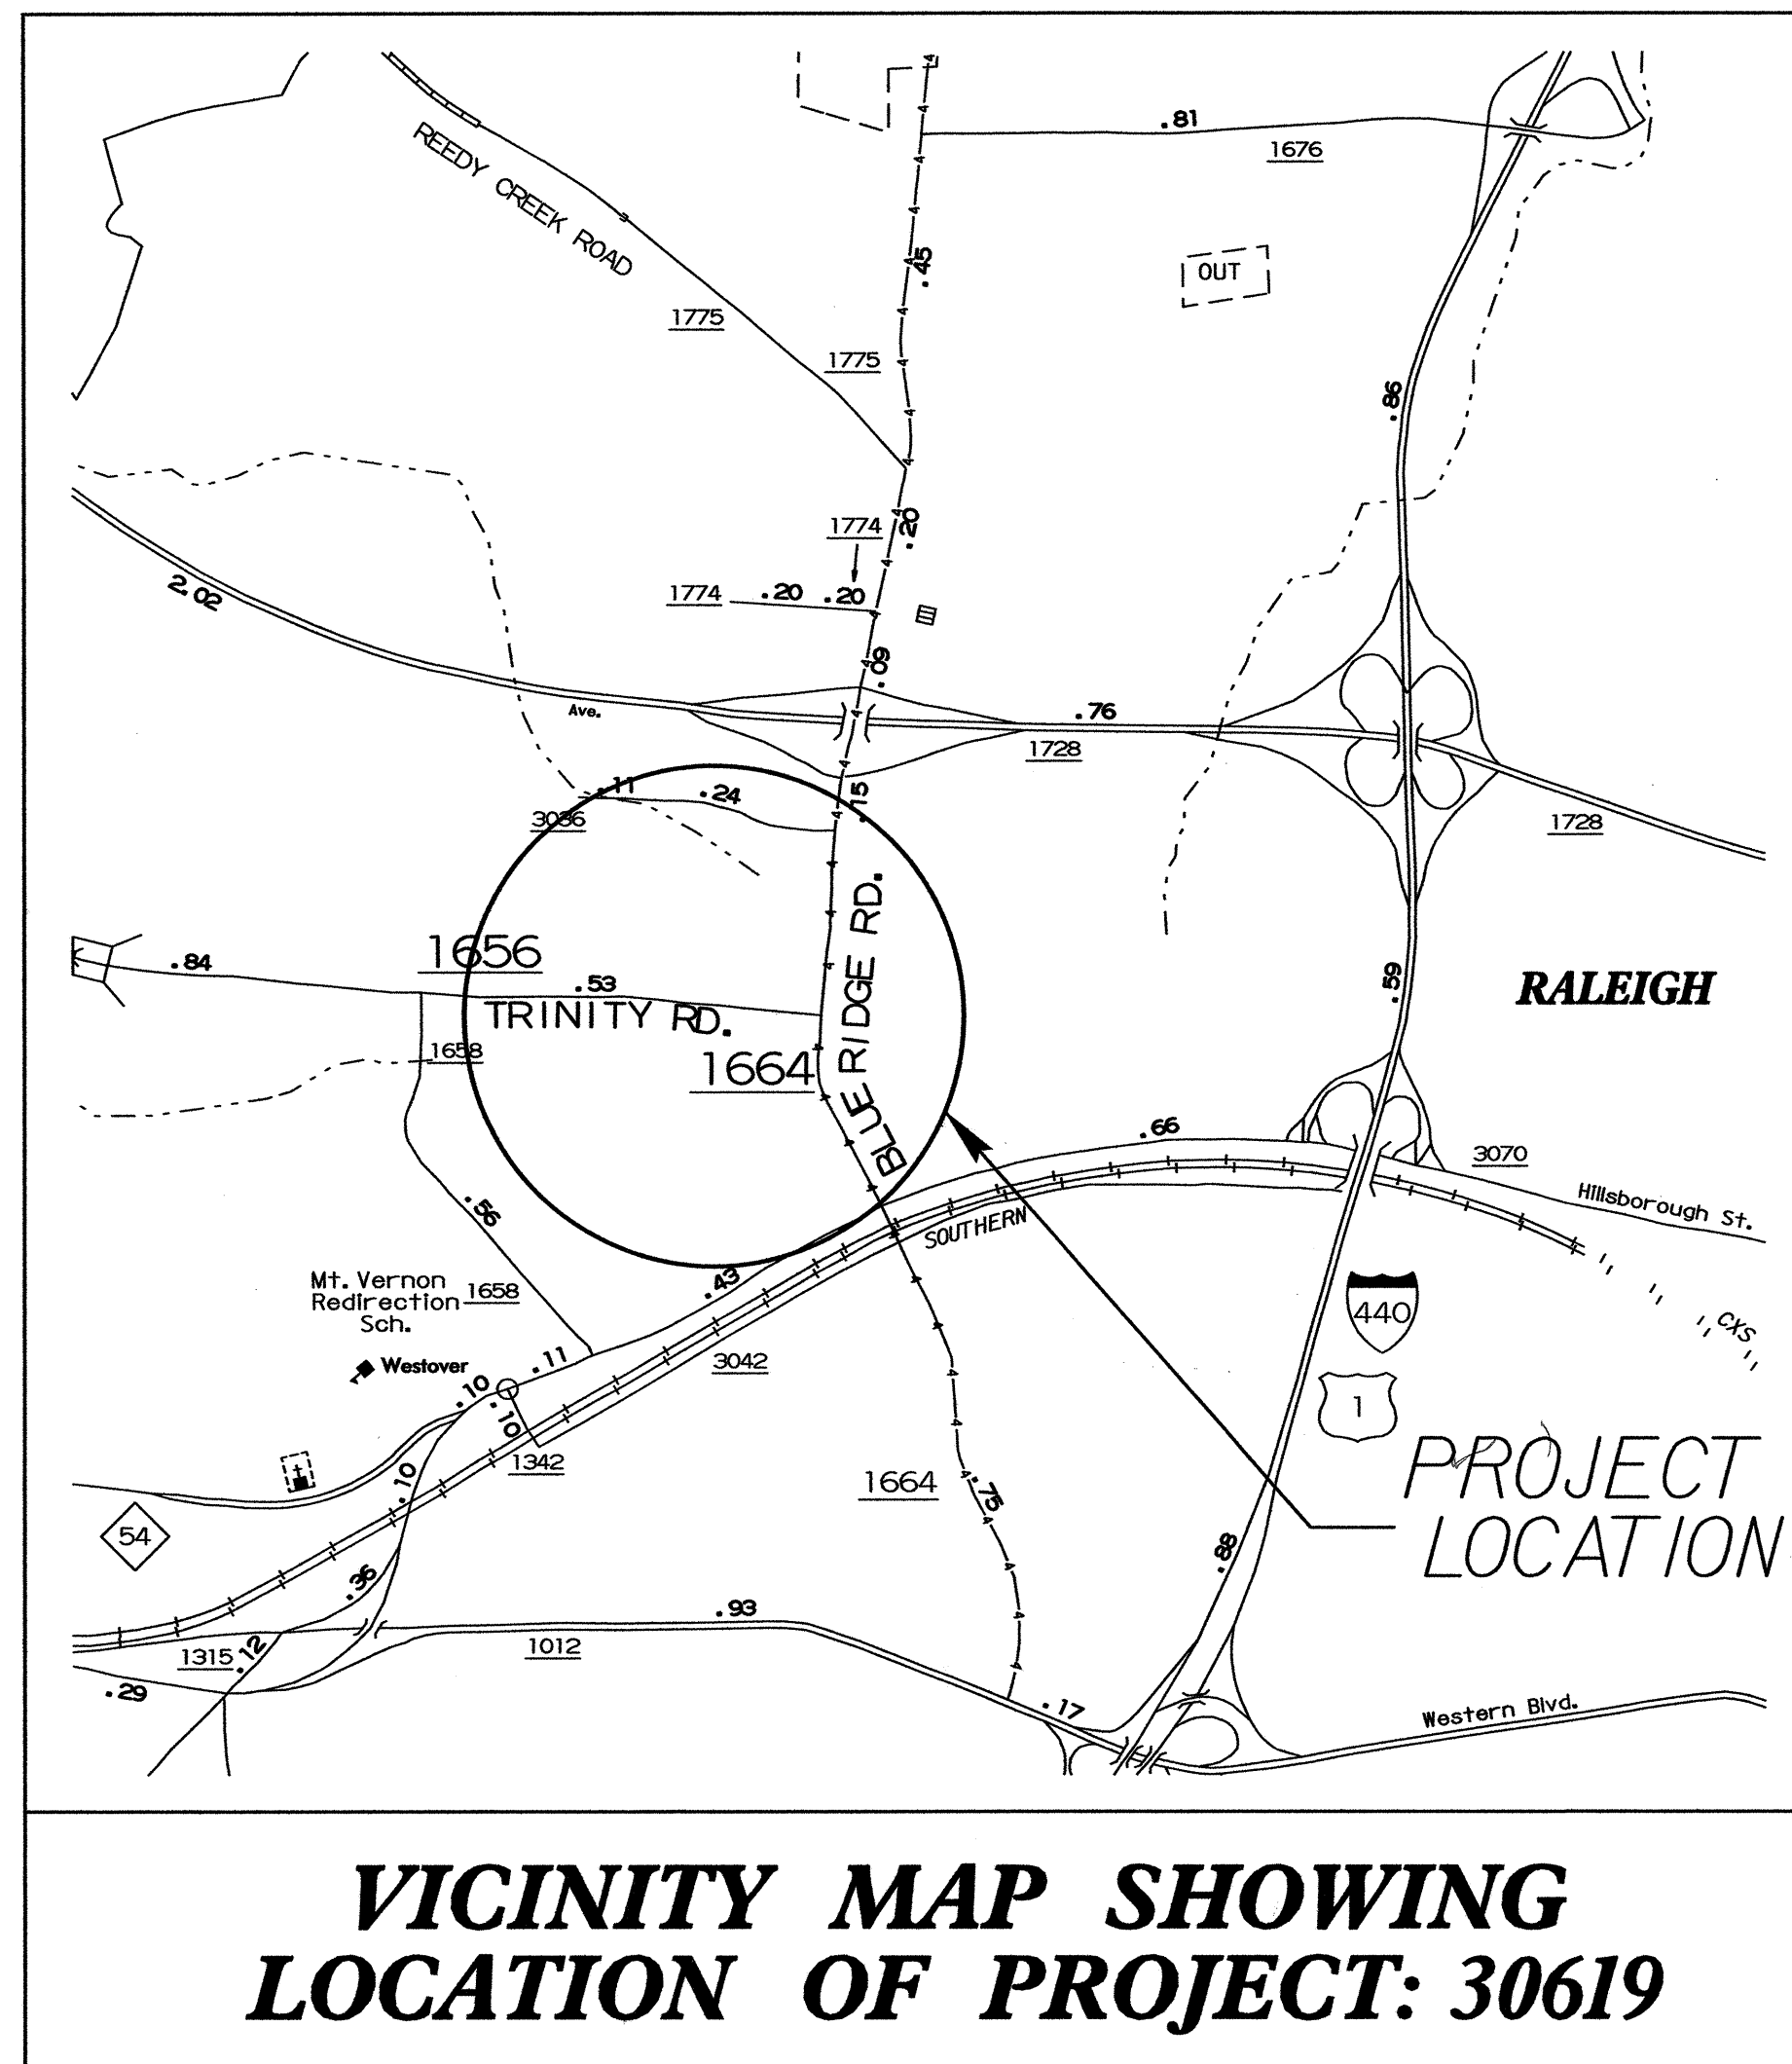 .81
1676
REEDY CREEK ROAD
.45
OUT
1775
1775
.86
.20
1774
1774
.20
.20
2.02
.09
Ave.
.76
1728
.11
.24
.15
3036
1728
BLUE RIDGE RD.
1656
.84
.53
.59
RALEIGH
TRINITY RD.
1658
1664
.66
3070
Hillsborough St.
.56
SOUTHERN
Mt. Vernon
Redirection
Sch.
1658
.43
440
CXS
Westover
.11
3042
.10
.10
1
PROJECT
LOCATION
1342
.10
1664
.75
54
.88
.36
.93
1315
.12
1012
.29
.17
Western Blvd.
VICINITY MAP SHOWING
LOCATION OF PROJECT: 30619